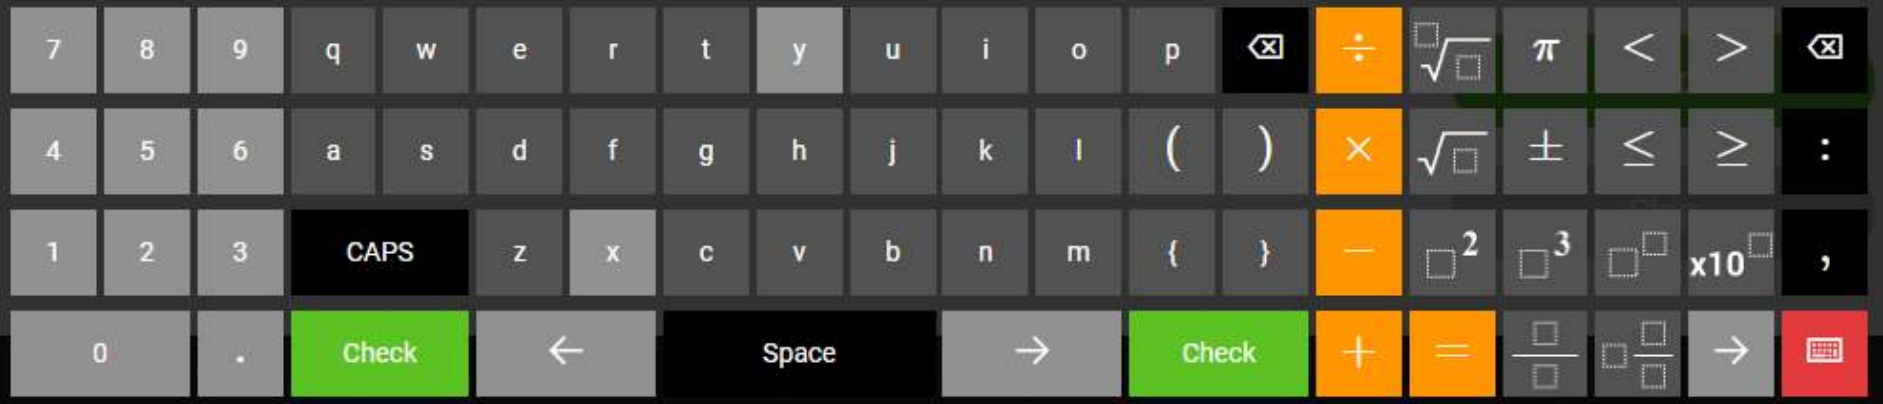 7 8 9 q w e r t y u i o p ÷ √ π < >
4 5 6 a s d f g h j k l ( ) × √ ± ≤ ≥ :
1 2 3 CAPS z x c v b n m { } − 2 3 x10 ,
0 . Check ← Space → Check + = →